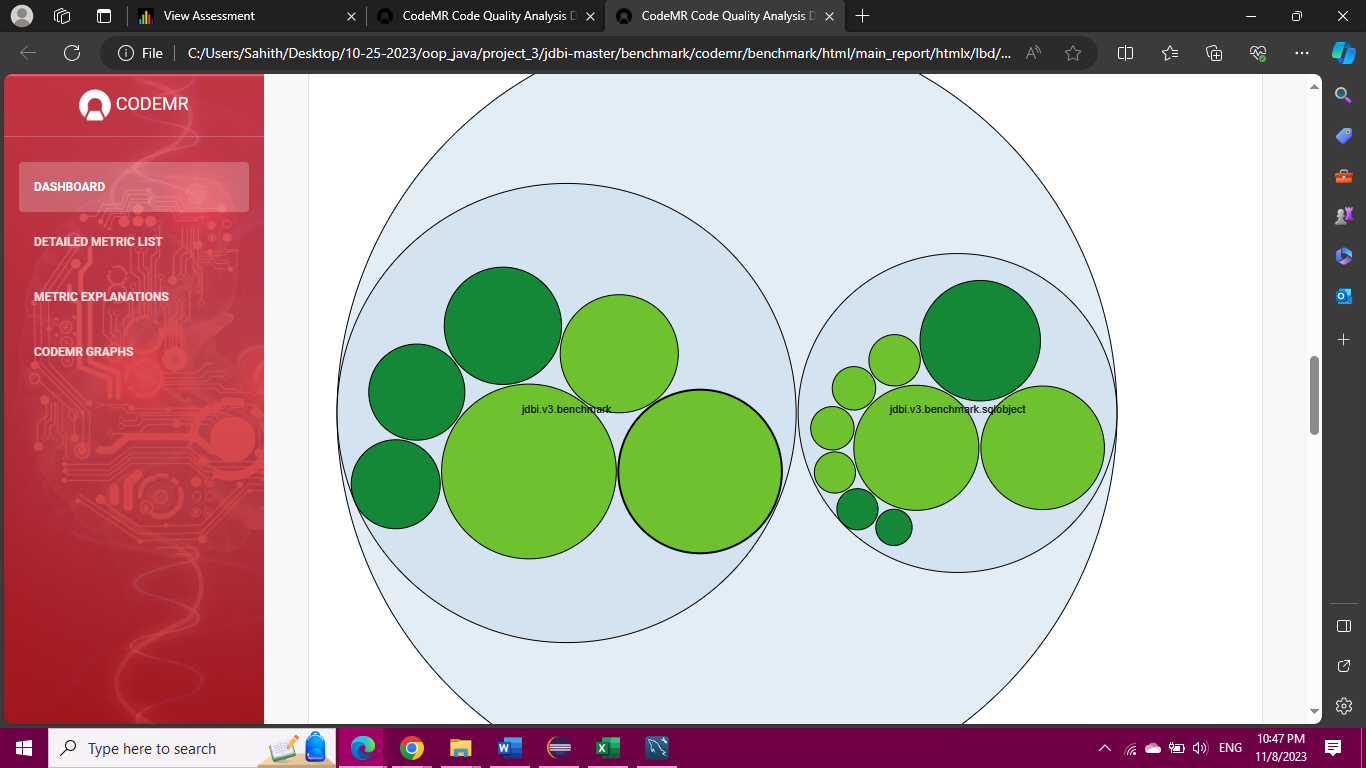 View Assessment
CodeMR Code Quality Analysis D
CodeMR Code Quality Analysis D
File
C:/Users/Sahith/Desktop/10-25-2023/oop_java/project_3/jdbi-master/benchmark/codemr/benchmark/html/main_report/htmlx/lbd/...
CODEMR
DASHBOARD
DETAILED METRIC LIST
METRIC EXPLANATIONS
CODEMR GRAPHS
jdbi.v3.benchmark
jdbi.v3.benchmark.sqlobject
Type here to search
ENG
10:47 PM
11/8/2023